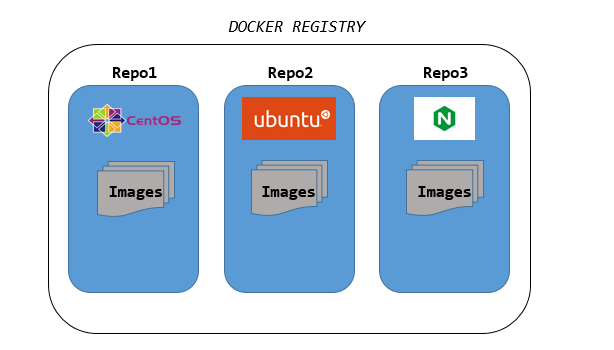 DOCKER REGISTRY
Repo1
Repo2
Repo3
CentOS
ubuntu
N
Images
Images
Images